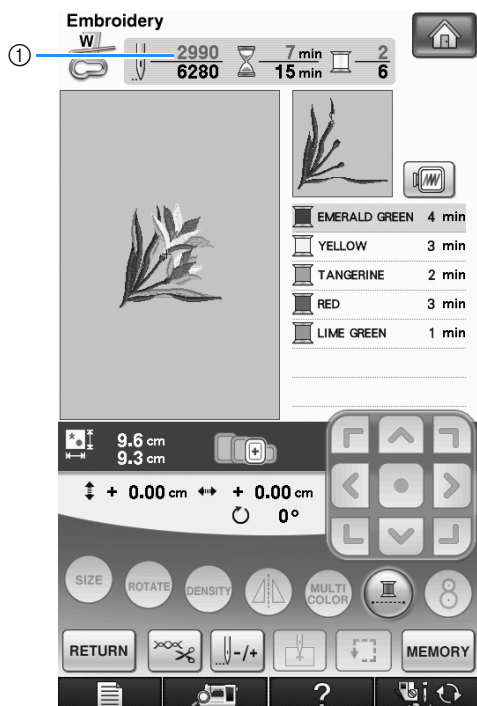 Embroidery
W
①
2990 7 min 2
6280 15 min 6
EMERALD GREEN 4 min
YELLOW 3 min
TANGERINE 2 min
RED 3 min
LIME GREEN 1 min
9.6 cm
9.3 cm
+ 0.00 cm + 0.00 cm
0°
SIZE ROTATE DENSITY MULTI COLOR 8
RETURN -/+ MEMORY
?